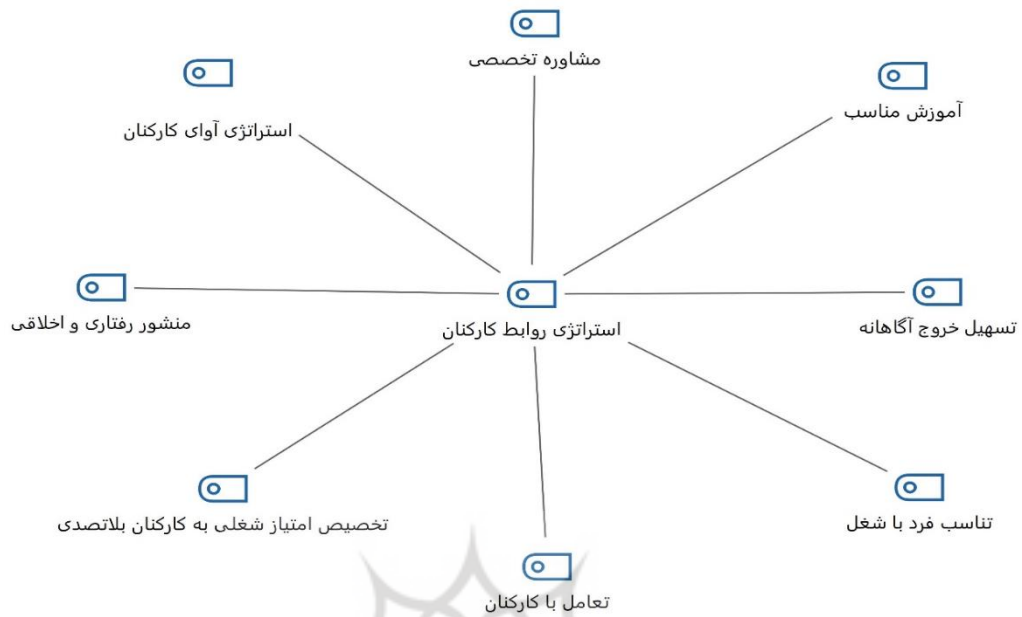 مشاوره تخصصی
آموزش مناسب
استراتژی آوای کارکنان
منشور رفتاری و اخلاقی
استراتژی روابط کارکنان
تسهیل خروج آگاهانه
تخصیص امتیاز شغلی به کارکنان بلاتصدی
تناسب فرد با شغل
تعامل با کارکنان